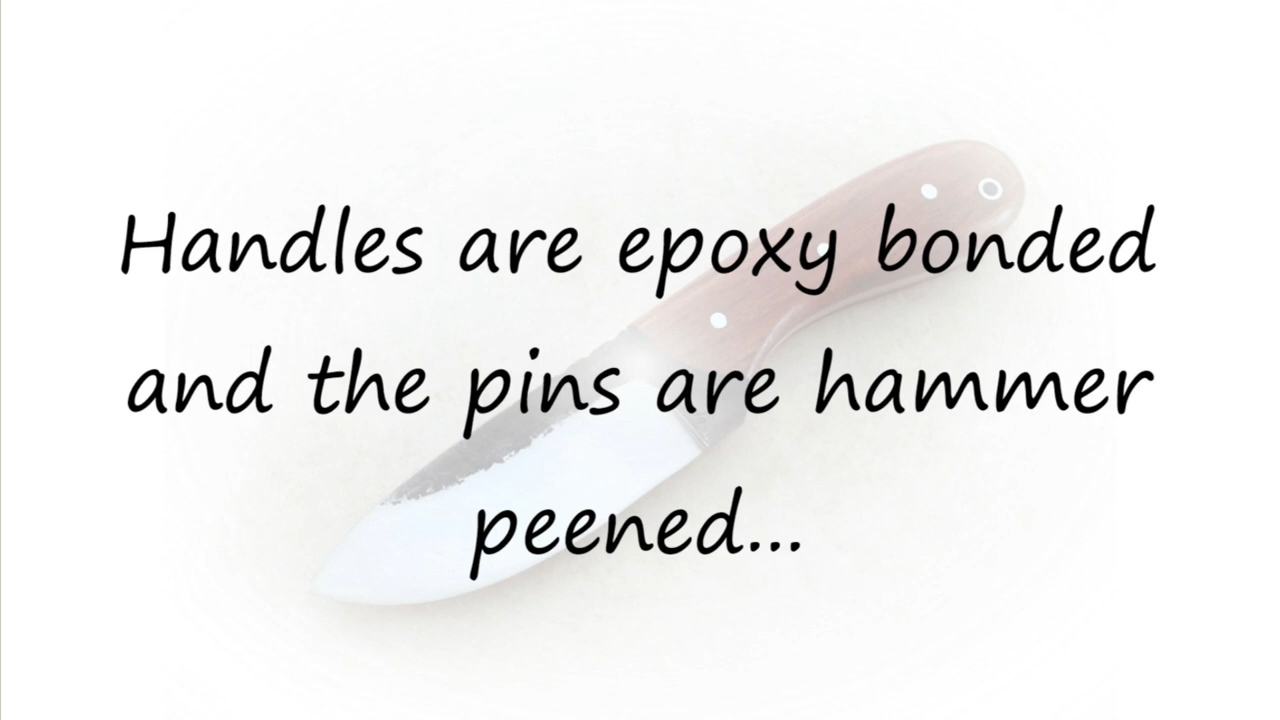 Handles are epoxy bonded
and the pins are hammer
peened...